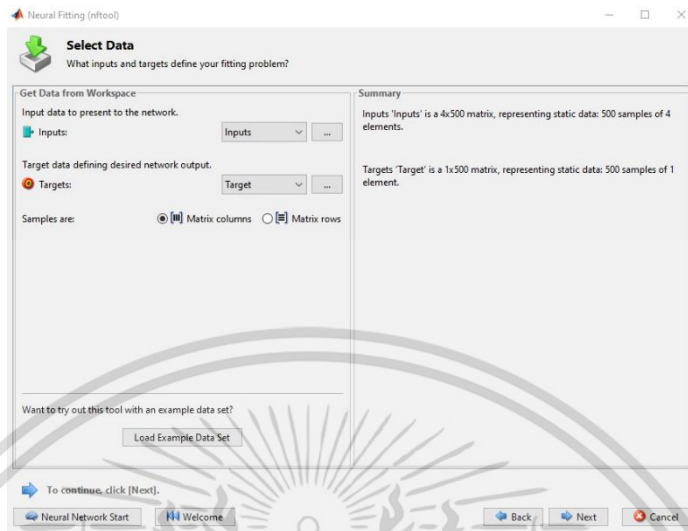 Neural Fitting (nftool)
Select Data
What inputs and targets define your fitting problem?
Get Data from Workspace
Input data to present to the network.
Inputs:
Inputs
...
Target data defining desired network output.
Targets:
Target
...
Samples are:
Matrix columns
Matrix rows
Want to try out this tool with an example data set?
Load Example Data Set
Summary
Inputs 'Inputs' is a 4x500 matrix, representing static data: 500 samples of 4
elements.
Targets 'Target' is a 1x500 matrix, representing static data: 500 samples of 1
element.
To continue, click [Next].
Neural Network Start
Welcome
Back
Next
Cancel